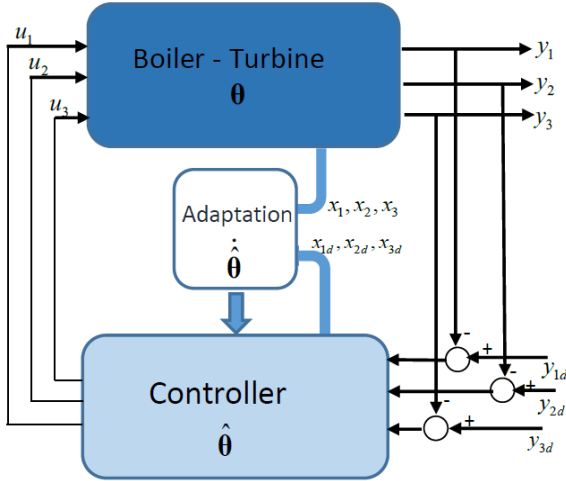 u₁
u₂
u₃
Boiler - Turbine
θ
y₁
y₂
y₃
Adaptation
θ̂̇
x₁, x₂, x₃
x₁d, x₂d, x₃d
Controller
θ̂
-
+
y₁d
-
+
y₂d
-
+
y₃d